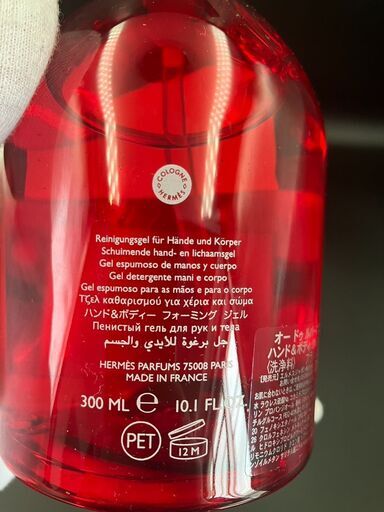 COLOGNE HERMÈS
Reinigungsgel für Hände und Körper
Schuimende hand- en lichaamsgel
Gel espumoso de manos y cuerpo
Gel detergente mani e corpo
Gel espumoso para as mãos e para o corpo
Τζελ καθαρισμού για χέρια και σώμα
ハンド&ボディー フォーミング ジェル
Пенистый гель для рук и тела
جل برغوة للأيدي والجسم
HERMÈS PARFUMS 75008 PARIS
MADE IN FRANCE
300 ML ℮ 10.1 FL.OZ.
PET
12 M
オー ドゥ
ハンド&ボディ
(洗浄料)